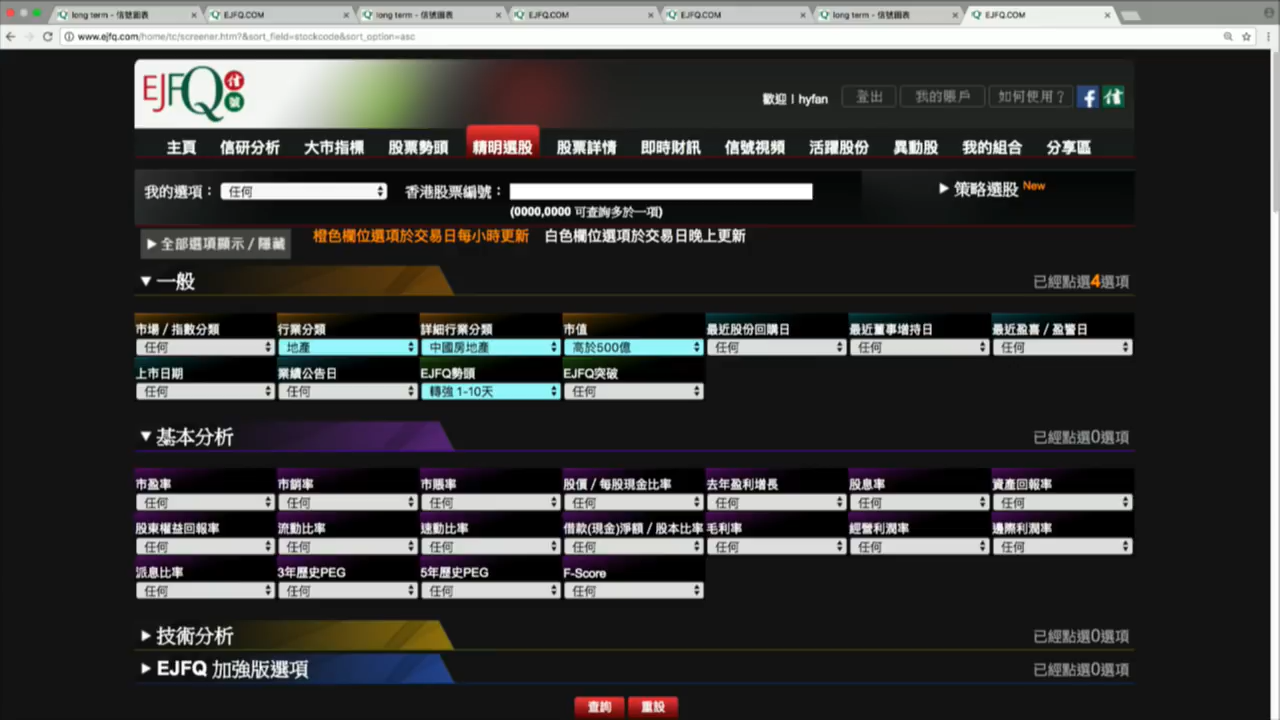 long term - 信號圖表 EJFQ.COM long term - 信號圖表 EJFQ.COM EJFQ.COM long term - 信號圖表 EJFQ.COM
www.ejfq.com/home/tc/screener.htm?&sort_field=stockcode&sort_option=asc
EJFQ 信號
歡迎！hyfan 登出 我的賬戶 如何使用？ f 信
主頁 信研分析 大市指標 股票勢頭 精明選股 股票詳情 即時財訊 信號視頻 活躍股份 異動股 我的組合 分享區
我的選項： 任何 香港股票編號： ▶ 策略選股 New
(0000,0000 可查詢多於一項)
▶ 全部選項顯示 / 隱藏 橙色欄位選項於交易日每小時更新 白色欄位選項於交易日晚上更新
▼ 一般 已經點選4選項
市場 / 指數分類 行業分類 詳細行業分類 市值 最近股份回購日 最近董事增持日 最近盈喜 / 盈警日
任何 地產 中國房地產 高於500億 任何 任何 任何
上市日期 業績公告日 EJFQ勢頭 EJFQ突破
任何 任何 轉強 1-10天 任何
▼ 基本分析 已經點選0選項
市盈率 市銷率 市賬率 股價 / 每股現金比率 去年盈利增長 股息率 資產回報率
任何 任何 任何 任何 任何 任何 任何
股東權益回報率 流動比率 速動比率 借款(現金)淨額 / 股本比率 毛利率 經營利潤率 邊際利潤率
任何 任何 任何 任何 任何 任何 任何
派息比率 3年歷史PEG 5年歷史PEG F-Score
任何 任何 任何 任何
▶ 技術分析 已經點選0選項
▶ EJFQ 加強版選項 已經點選0選項
查詢 重設